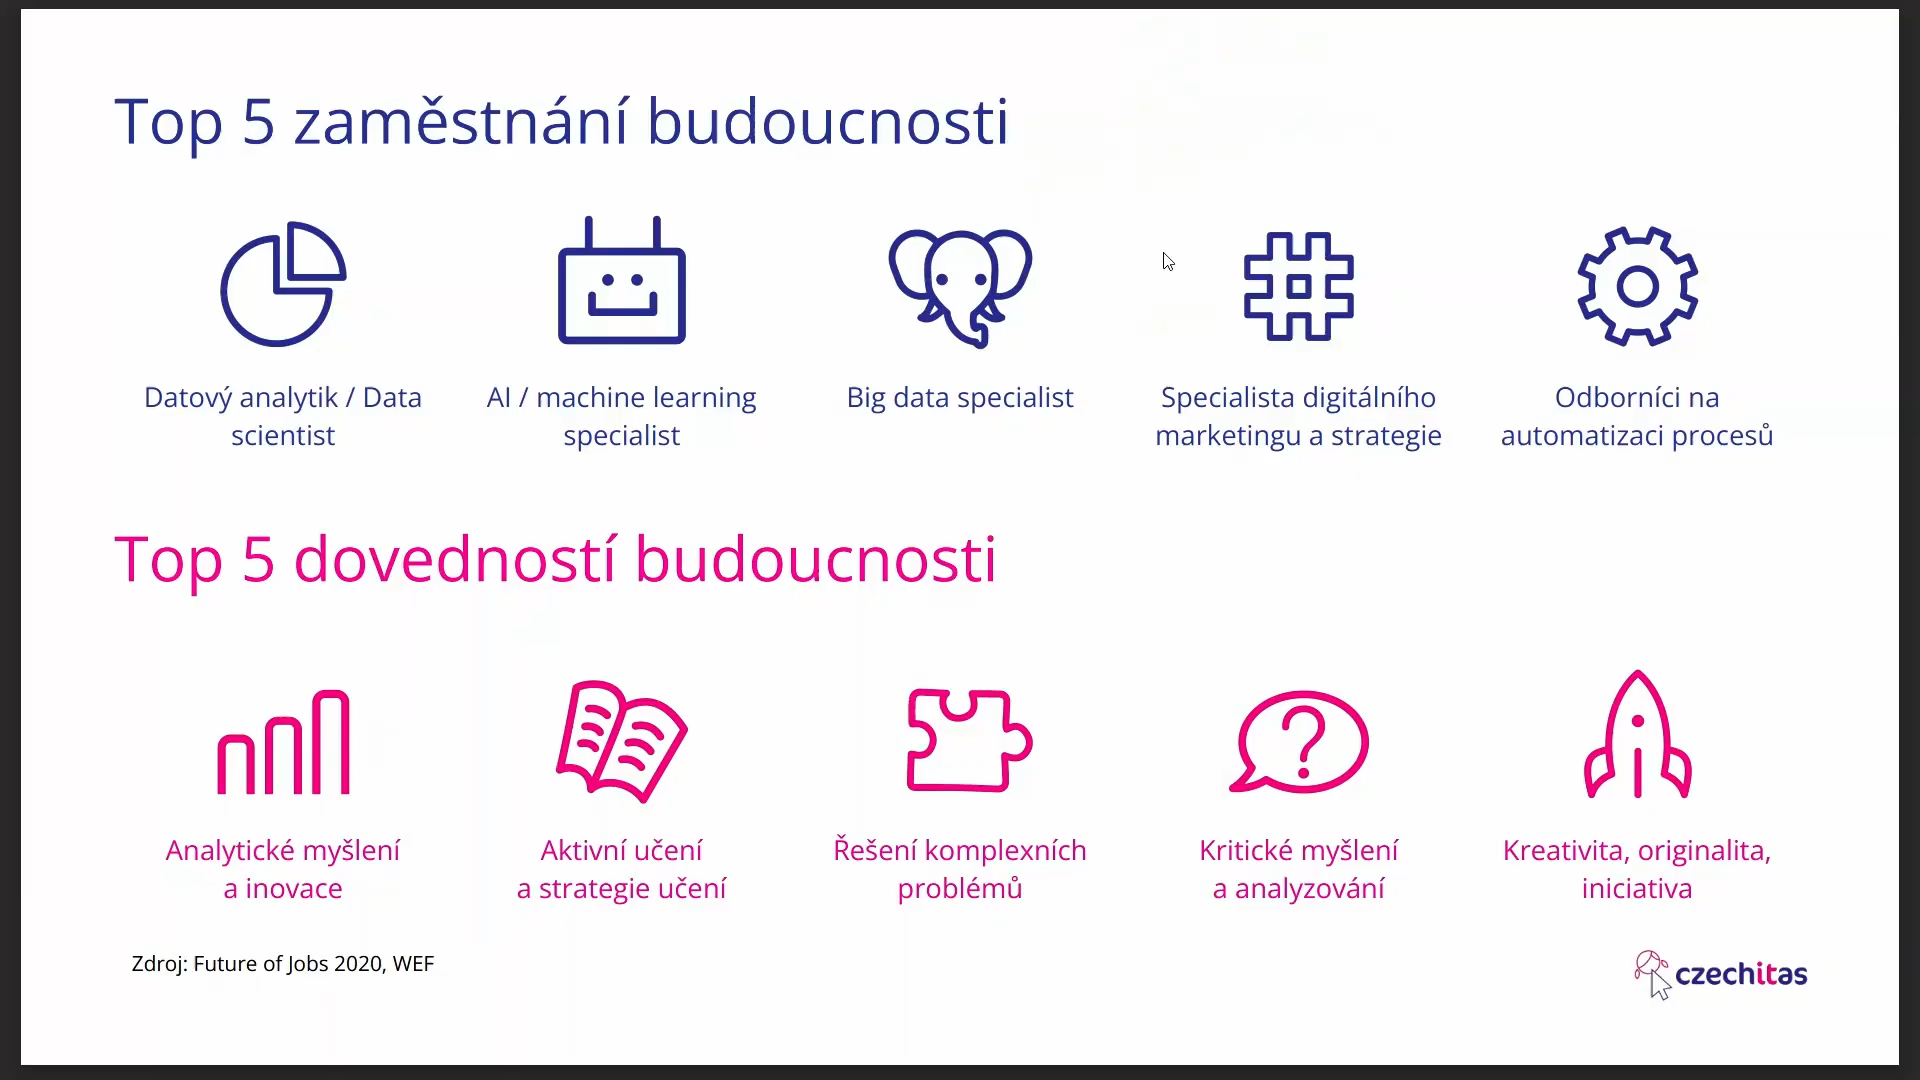 Top 5 zaměstnání budoucnosti
Datový analytik / Data
scientist
AI / machine learning
specialist
Big data specialist
Specialista digitálního
marketingu a strategie
Odborníci na
automatizaci procesů
Top 5 dovedností budoucnosti
Analytické myšlení
a inovace
Aktivní učení
a strategie učení
Řešení komplexních
problémů
Kritické myšlení
a analyzování
Kreativita, originalita,
iniciativa
Zdroj: Future of Jobs 2020, WEF
czechitas